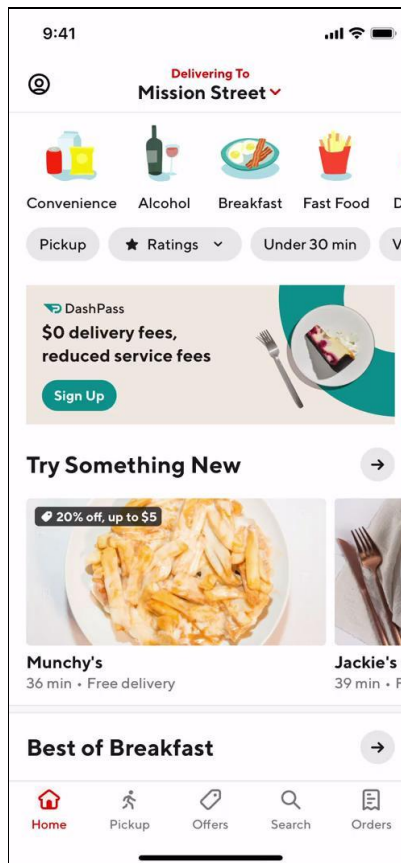 9:41
Delivering To
Mission Street
Convenience Alcohol Breakfast Fast Food D
Pickup Ratings Under 30 min V
DashPass
$0 delivery fees,
reduced service fees
Sign Up
Try Something New
20% off, up to $5
Munchy's Jackie's
36 min • Free delivery 39 min • F
Best of Breakfast
Home Pickup Offers Search Orders